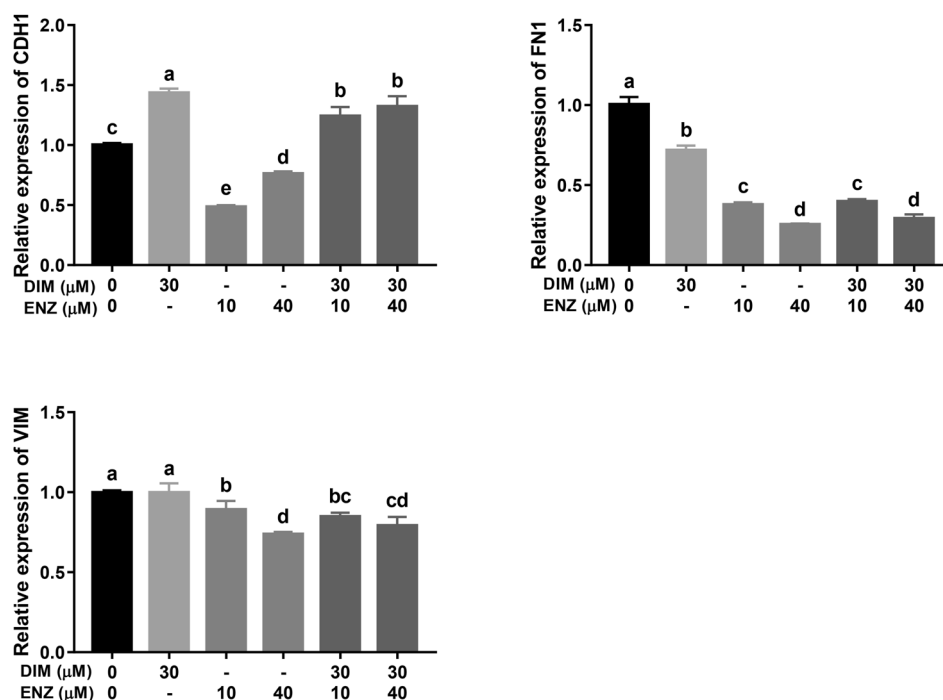 Relative expression of CDH1
2.0
1.5
1.0
0.5
0.0
c
a
e
d
b
b
DIM (μM) 0 30 - - 30 30
ENZ (μM) 0 - 10 40 10 40
Relative expression of FN1
1.5
1.0
0.5
0.0
a
b
c
d
c
d
DIM (μM) 0 30 - - 30 30
ENZ (μM) 0 - 10 40 10 40
Relative expression of VIM
1.5
1.0
0.5
0.0
a
a
b
d
bc
cd
DIM (μM) 0 30 - - 30 30
ENZ (μM) 0 - 10 40 10 40